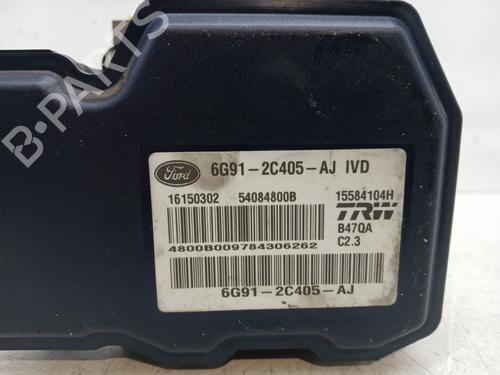 B-PARTS
Ford
6G91-2C405-AJ IVD
16150302 54084800B 15584104H
TRW
B47QA
C2.3
4800B009784306262
6G91-2C405-AJ